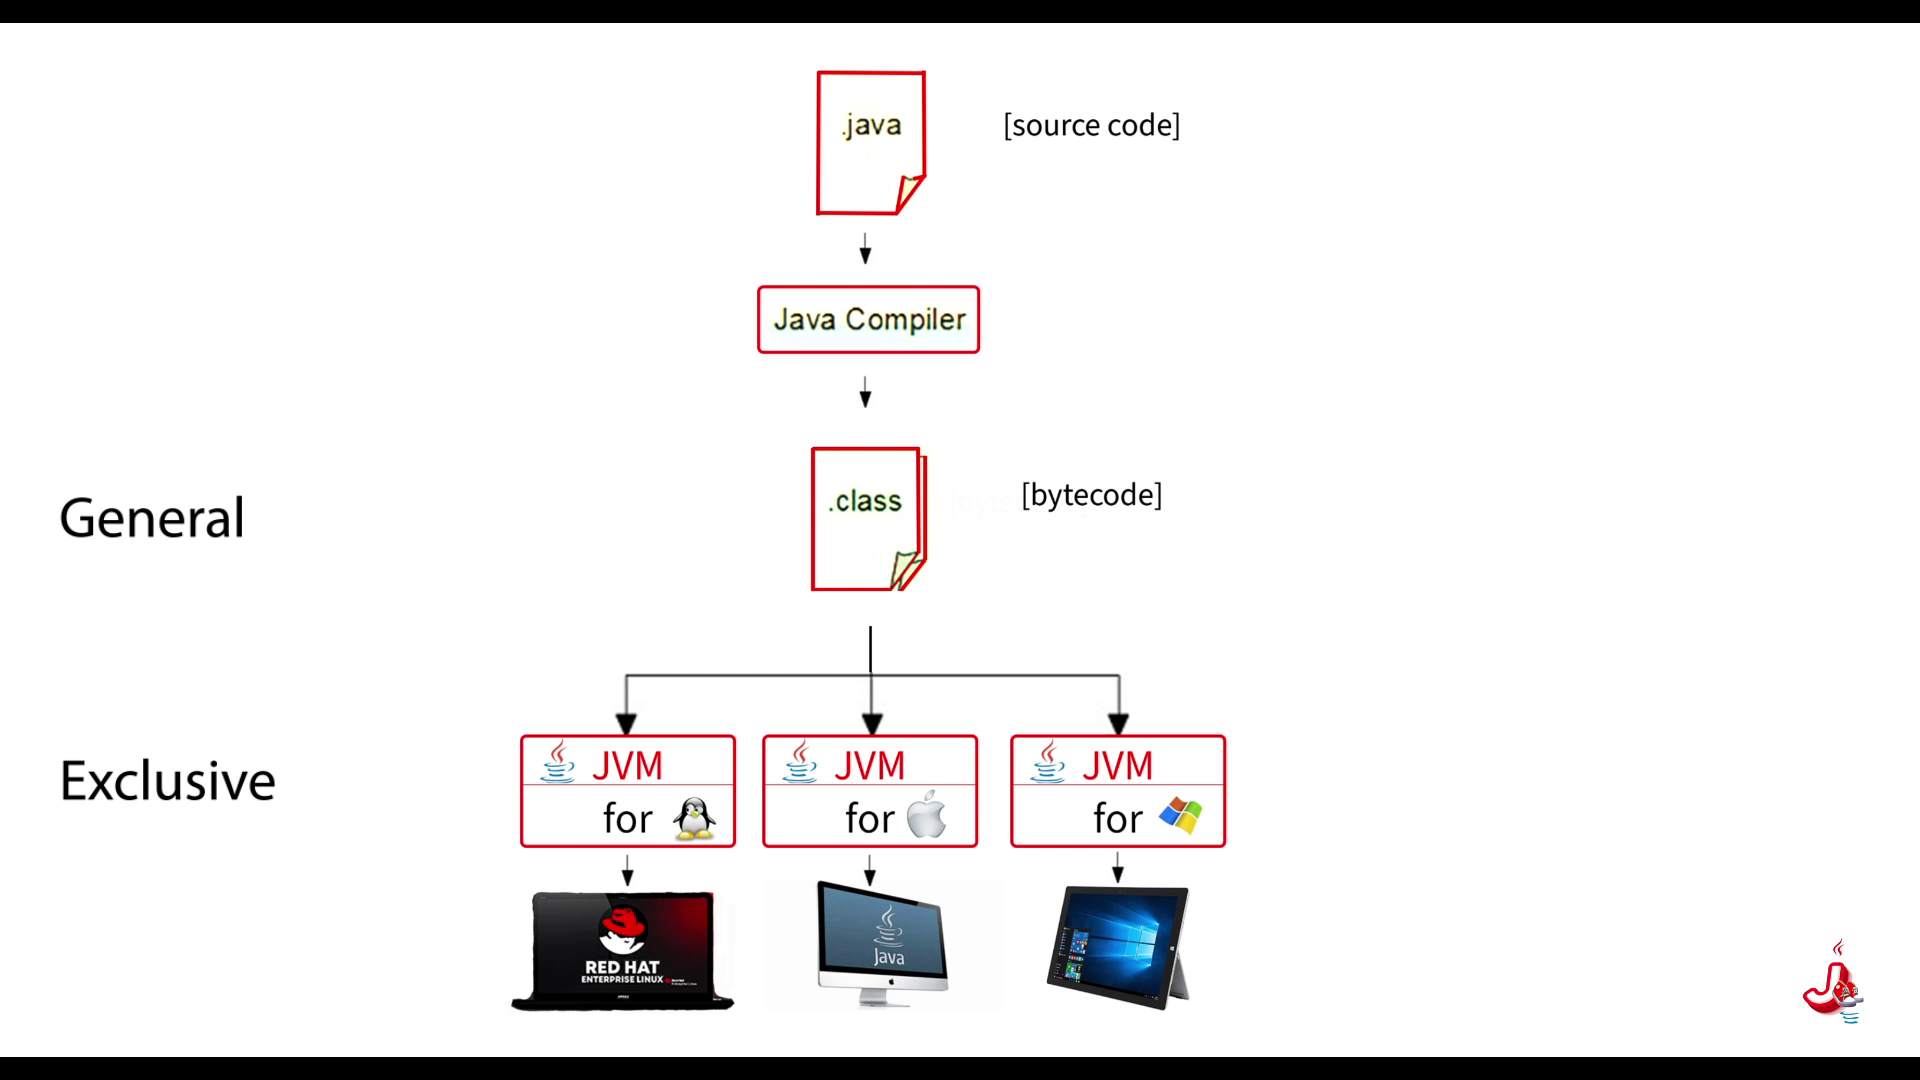 .java
[source code]
Java Compiler
General
.class
[bytecode]
Exclusive
JVM
for
JVM
for
JVM
for
RED HAT
ENTERPRISE LINUX
Java